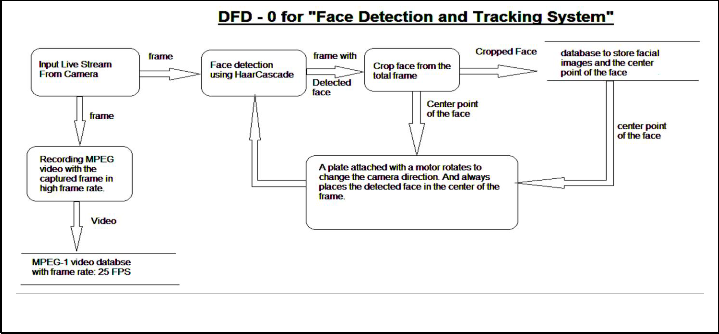 DFD - 0 for "Face Detection and Tracking System"
Input Live Stream
From Camera
frame
Face detection
using HaarCascade
frame with
Detected
face
Crop face from the
total frame
Cropped Face
database to store facial
images and the center
point of the face
frame
Center point
of the face
center point
of the face
Recording MPEG
video with the
captured frame in
high frame rate.
A plate attached with a motor rotates to
change the camera direction. And always
places the detected face in the center of the
frame.
Video
MPEG-1 video databse
with frame rate: 25 FPS